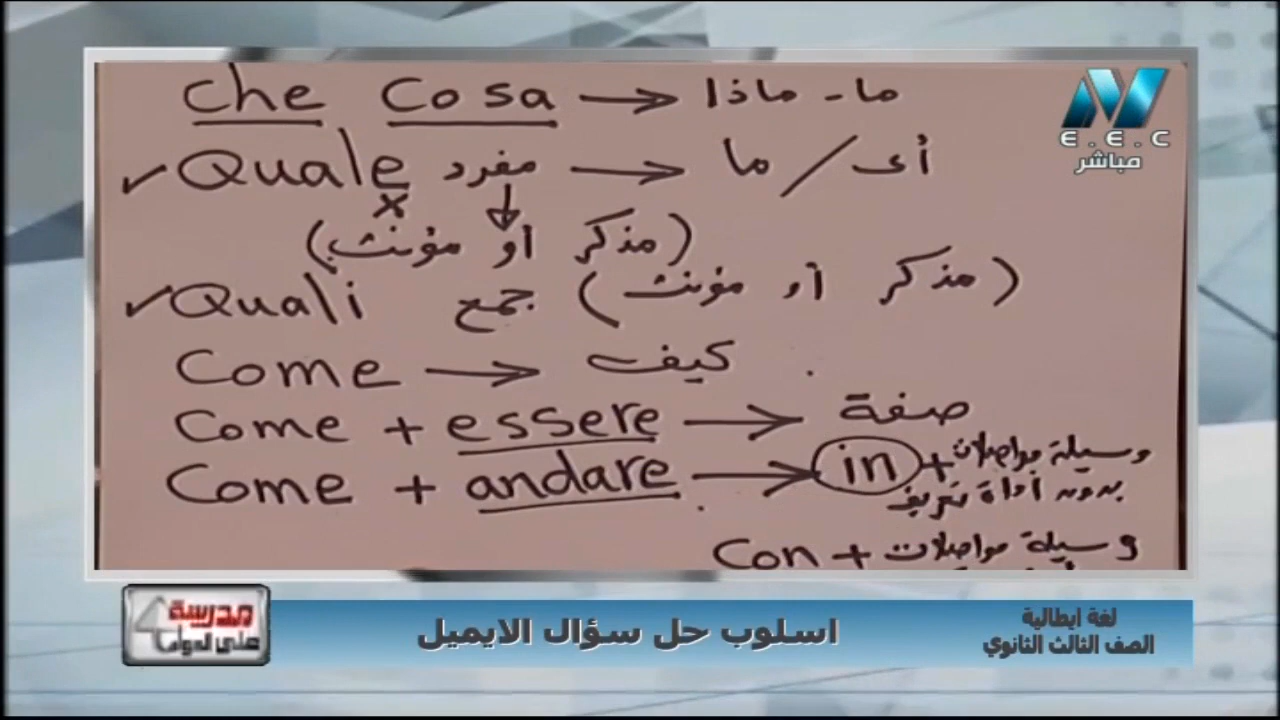 che Cosa → ما - ماذا
E.E.C
مباشر
✓ Quale مفرد → أى / ما
x
(مذكر أو مؤنث)
✓ Quali جمع (مذكر أو مؤنث)
Come → كيف .
Come + essere → صفة
Come + andare → in + وسيلة مواصلات
بدون أداة تعريف
Con + وسيلة مواصلات
مدرسة
على الهواء
اسلوب حل سؤال الايميل
لغة ايطالية
الصف الثالث الثانوي